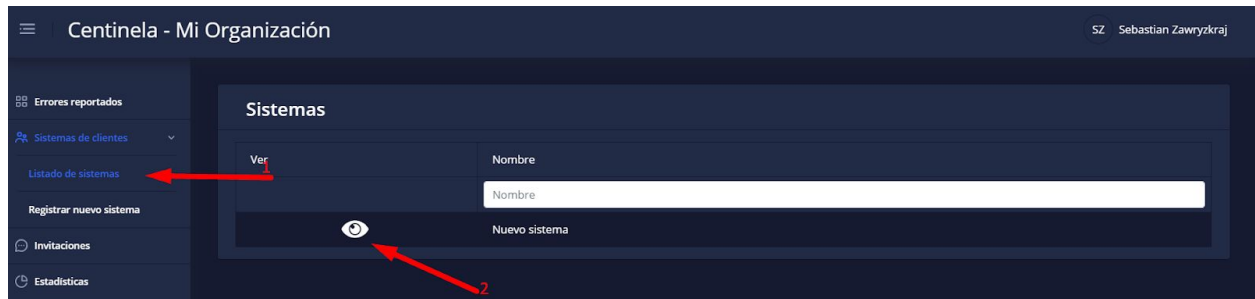 Centinela - Mi Organización
SZ Sebastian Zawryzkraj
Errores reportados
Sistemas de clientes
Listado de sistemas
Registrar nuevo sistema
Invitaciones
Estadísticas
Sistemas
Ver Nombre
1
Nombre
Nuevo sistema
2